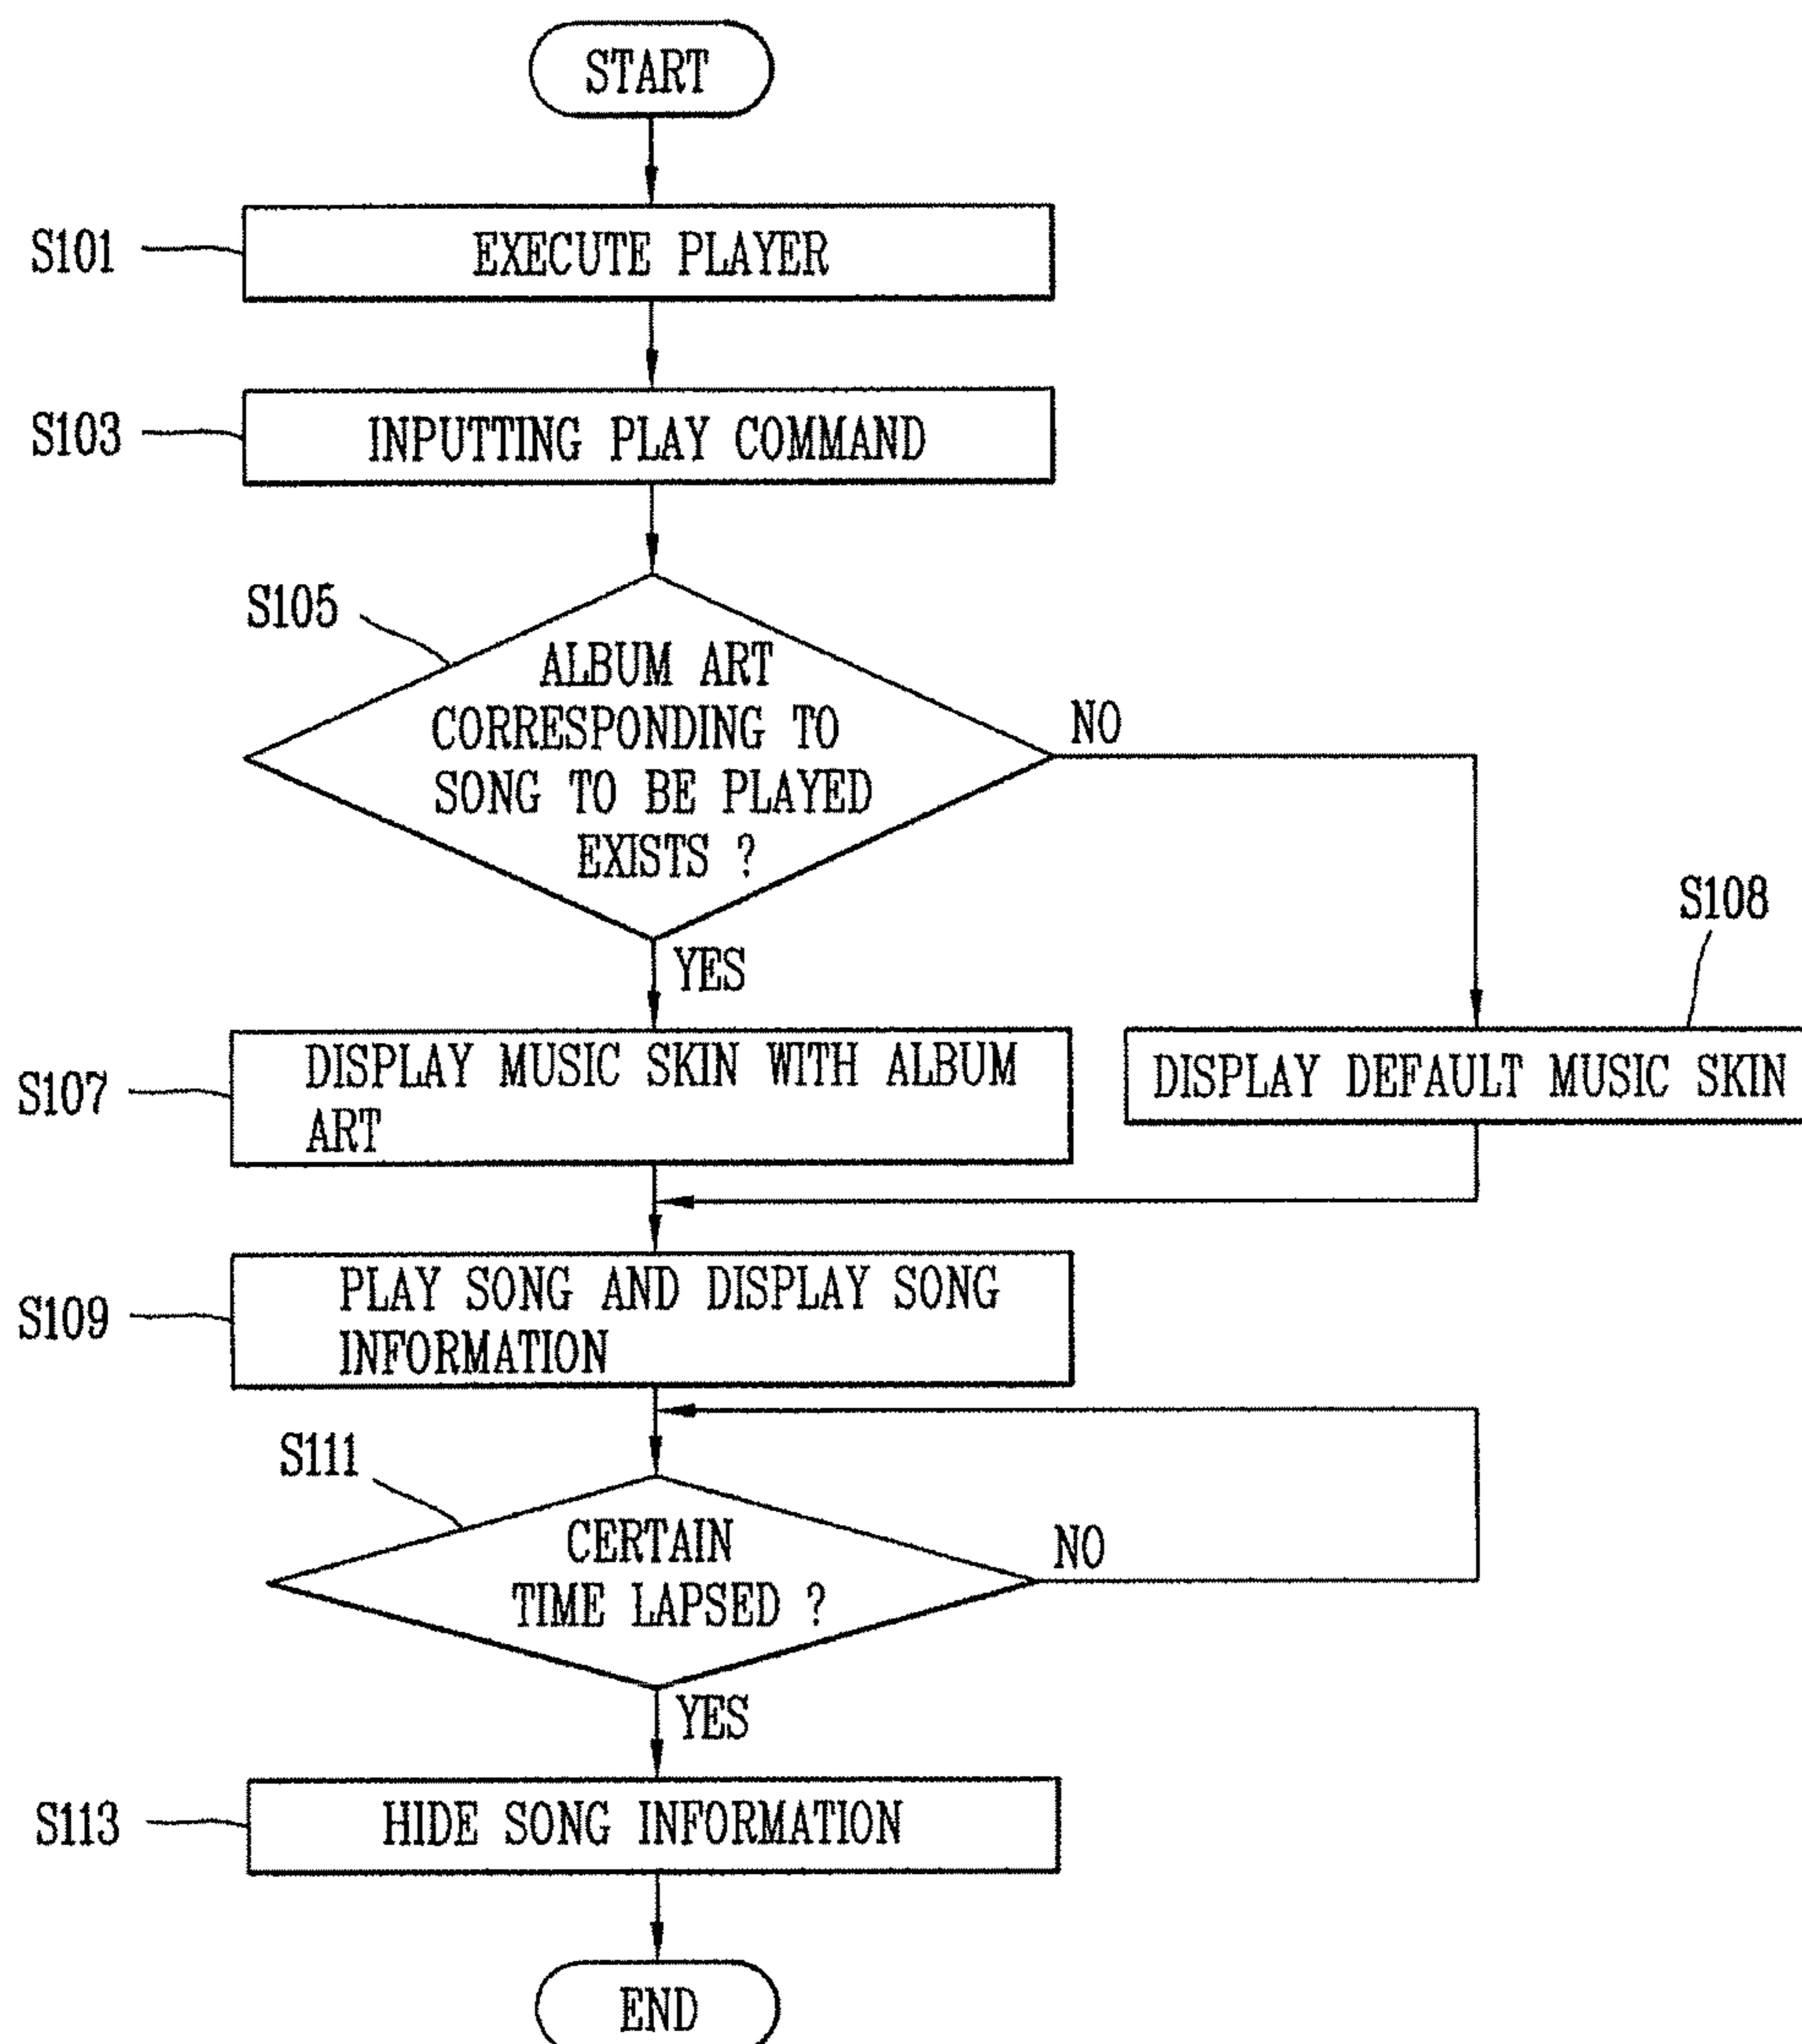 START
S101
EXECUTE PLAYER
S103
INPUTTING PLAY COMMAND
S105
ALBUM ART
CORRESPONDING TO
SONG TO BE PLAYED
EXISTS ?
NO
YES
S108
S107
DISPLAY MUSIC SKIN WITH ALBUM
ART
DISPLAY DEFAULT MUSIC SKIN
S109
PLAY SONG AND DISPLAY SONG
INFORMATION
S111
CERTAIN
TIME LAPSED ?
NO
YES
S113
HIDE SONG INFORMATION
END